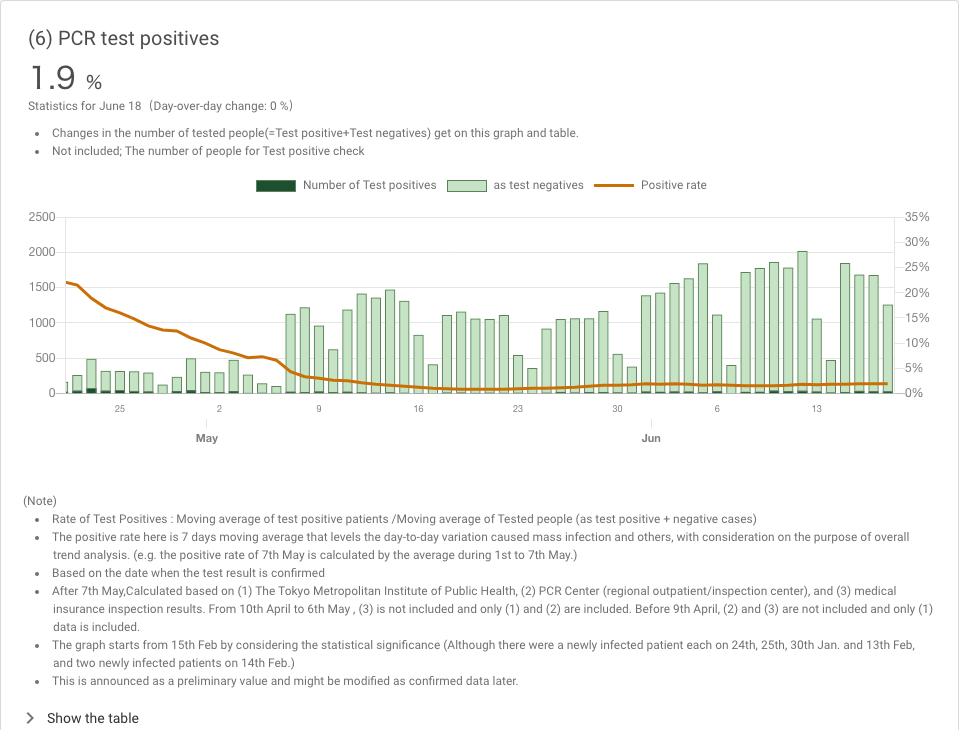 (6) PCR test positives
1.9 %
Statistics for June 18（Day-over-day change: 0 %）
Changes in the number of tested people(=Test positive+Test negatives) get on this graph and table.
Not included; The number of people for Test positive check
Number of Test positives as test negatives Positive rate
2500 35%
30%
2000
25%
1500 20%
15%
1000
10%
500
5%
0 0%
25 2 9 16 23 30 6 13
May Jun
(Note)
Rate of Test Positives : Moving average of test positive patients /Moving average of Tested people (as test positive + negative cases)
The positive rate here is 7 days moving average that levels the day-to-day variation caused mass infection and others, with consideration on the purpose of overall
trend analysis. (e.g. the positive rate of 7th May is calculated by the average during 1st to 7th May.)
Based on the date when the test result is confirmed
After 7th May,Calculated based on (1) The Tokyo Metropolitan Institute of Public Health, (2) PCR Center (regional outpatient/inspection center), and (3) medical
insurance inspection results. From 10th April to 6th May , (3) is not included and only (1) and (2) are included. Before 9th April, (2) and (3) are not included and only (1)
data is included.
The graph starts from 15th Feb by considering the statistical significance (Although there were a newly infected patient each on 24th, 25th, 30th Jan. and 13th Feb,
and two newly infected patients on 14th Feb.)
This is announced as a preliminary value and might be modified as confirmed data later.
Show the table